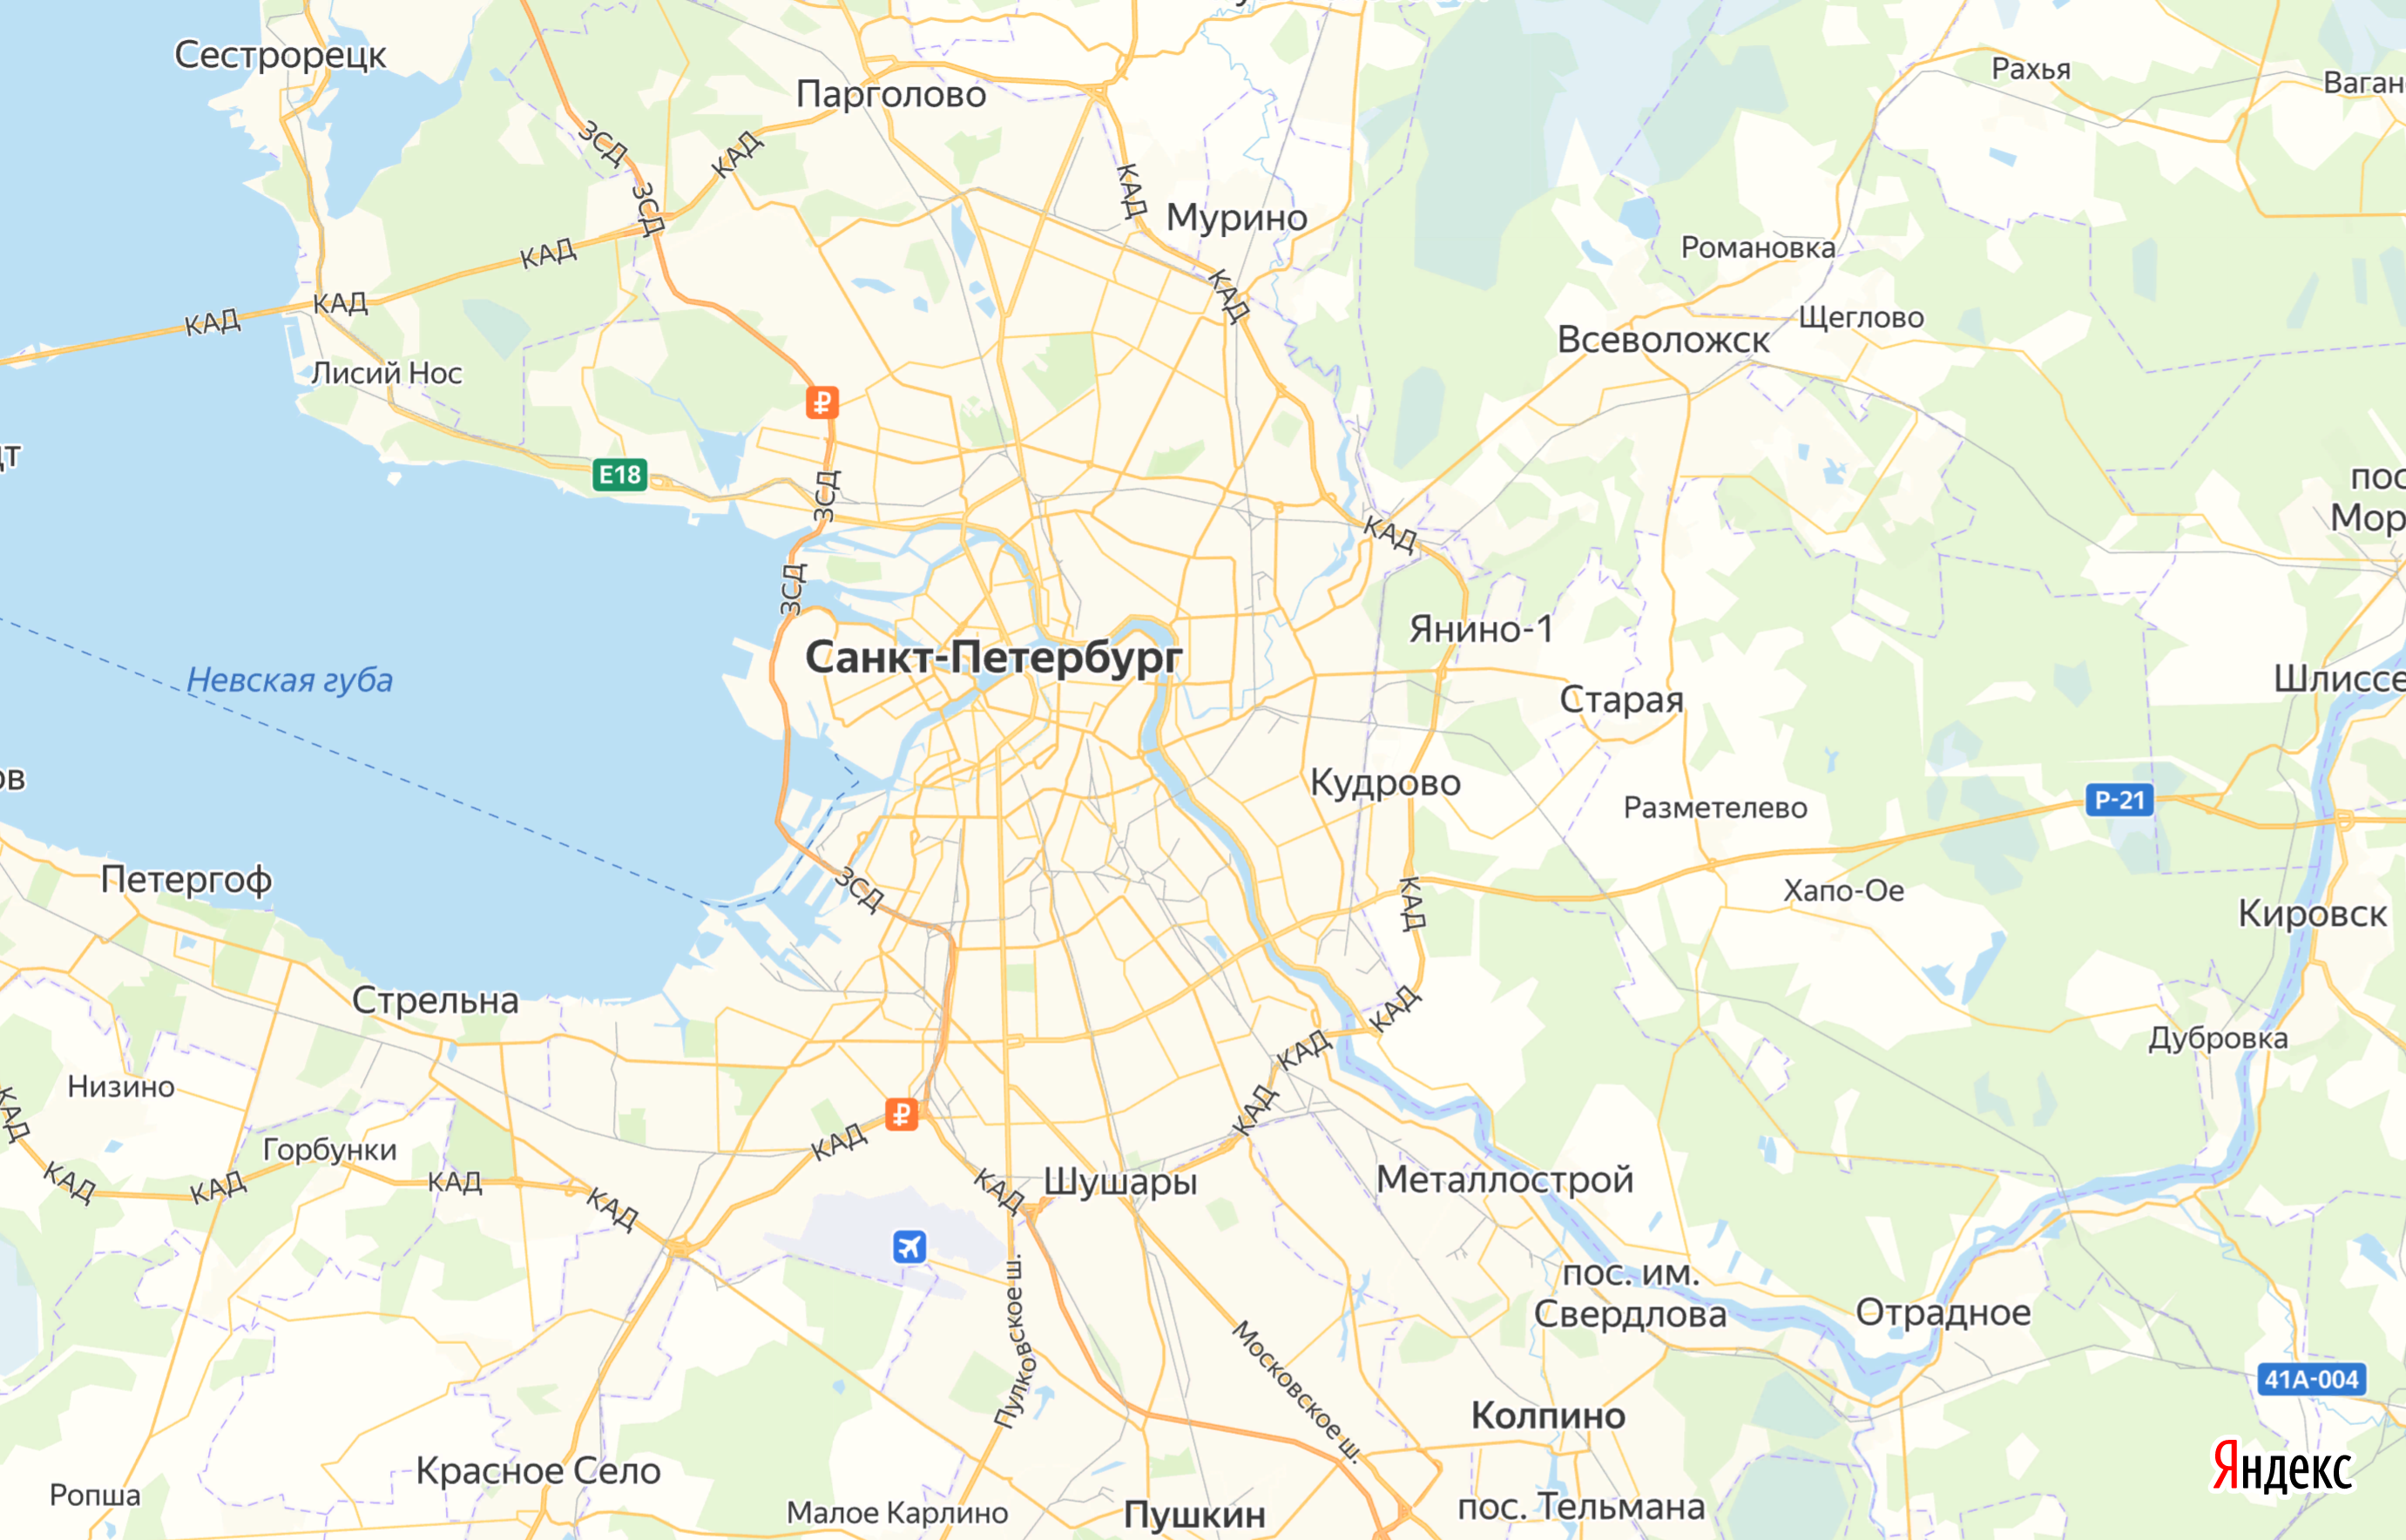 Сестрорецк
Рахья
Парголово
ЗСД
КАД
КАД
ЗСД
Мурино
Романовка
КАД
КАД
КАД
КАД
Щеглово
Всеволожск
Лисий Нос
₽
E18
ЗСД
КАД
ЗСД
Янино-1
Санкт-Петербург
Невская губа
Старая
Кудрово
Р-21
Разметелево
Петергоф
ЗСД
КАД
Хапо-Ое
Кировск
Стрельна
КАД
КАД
Дубровка
Низино
КАД
КАД
₽
КАД
Горбунки
КАД
КАД
КАД
КАД
КАД
Шушары
Металлострой
Пулковское ш.
пос. им.
Свердлова
Отрадное
Московское ш.
41А-004
Колпино
Красное Село
Яндекс
Ропша
Малое Карлино
Пушкин
пос. Тельмана